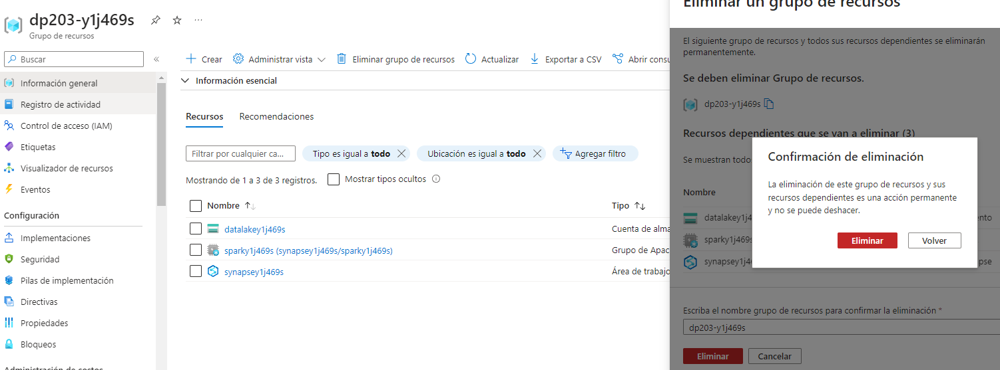 dp203-y1j469s
Grupo de recursos
Buscar
Información general
Registro de actividad
Control de acceso (IAM)
Etiquetas
Visualizador de recursos
Eventos
Configuración
Implementaciones
Seguridad
Pilas de implementación
Directivas
Propiedades
Bloqueos
Administración de costos
Crear
Administrar vista
Eliminar grupo de recursos
Actualizar
Exportar a CSV
Abrir consu
Información esencial
Recursos
Recomendaciones
Filtrar por cualquier ca...
Tipo es igual a todo
Ubicación es igual a todo
Agregar filtro
Mostrando de 1 a 3 de 3 registros.
Mostrar tipos ocultos
Nombre
Tipo
datalakey1j469s
Cuenta de alma
sparky1j469s (synapsey1j469s/sparky1j469s)
Grupo de Apac
synapsey1j469s
Área de trabajo
Eliminar un grupo de recursos
El siguiente grupo de recursos y todos sus recursos dependientes se eliminarán
permanentemente.
Se deben eliminar Grupo de recursos.
dp203-y1j469s
Recursos dependientes que se van a eliminar (3)
Se muestran todo
Nombre
datalakey1j4
ento
sparky1j469s
synapsey1j4
pse
Confirmación de eliminación
La eliminación de este grupo de recursos y sus
recursos dependientes es una acción permanente
y no se puede deshacer.
Eliminar
Volver
Escriba el nombre grupo de recursos para confirmar la eliminación *
dp203-y1j469s
Eliminar
Cancelar